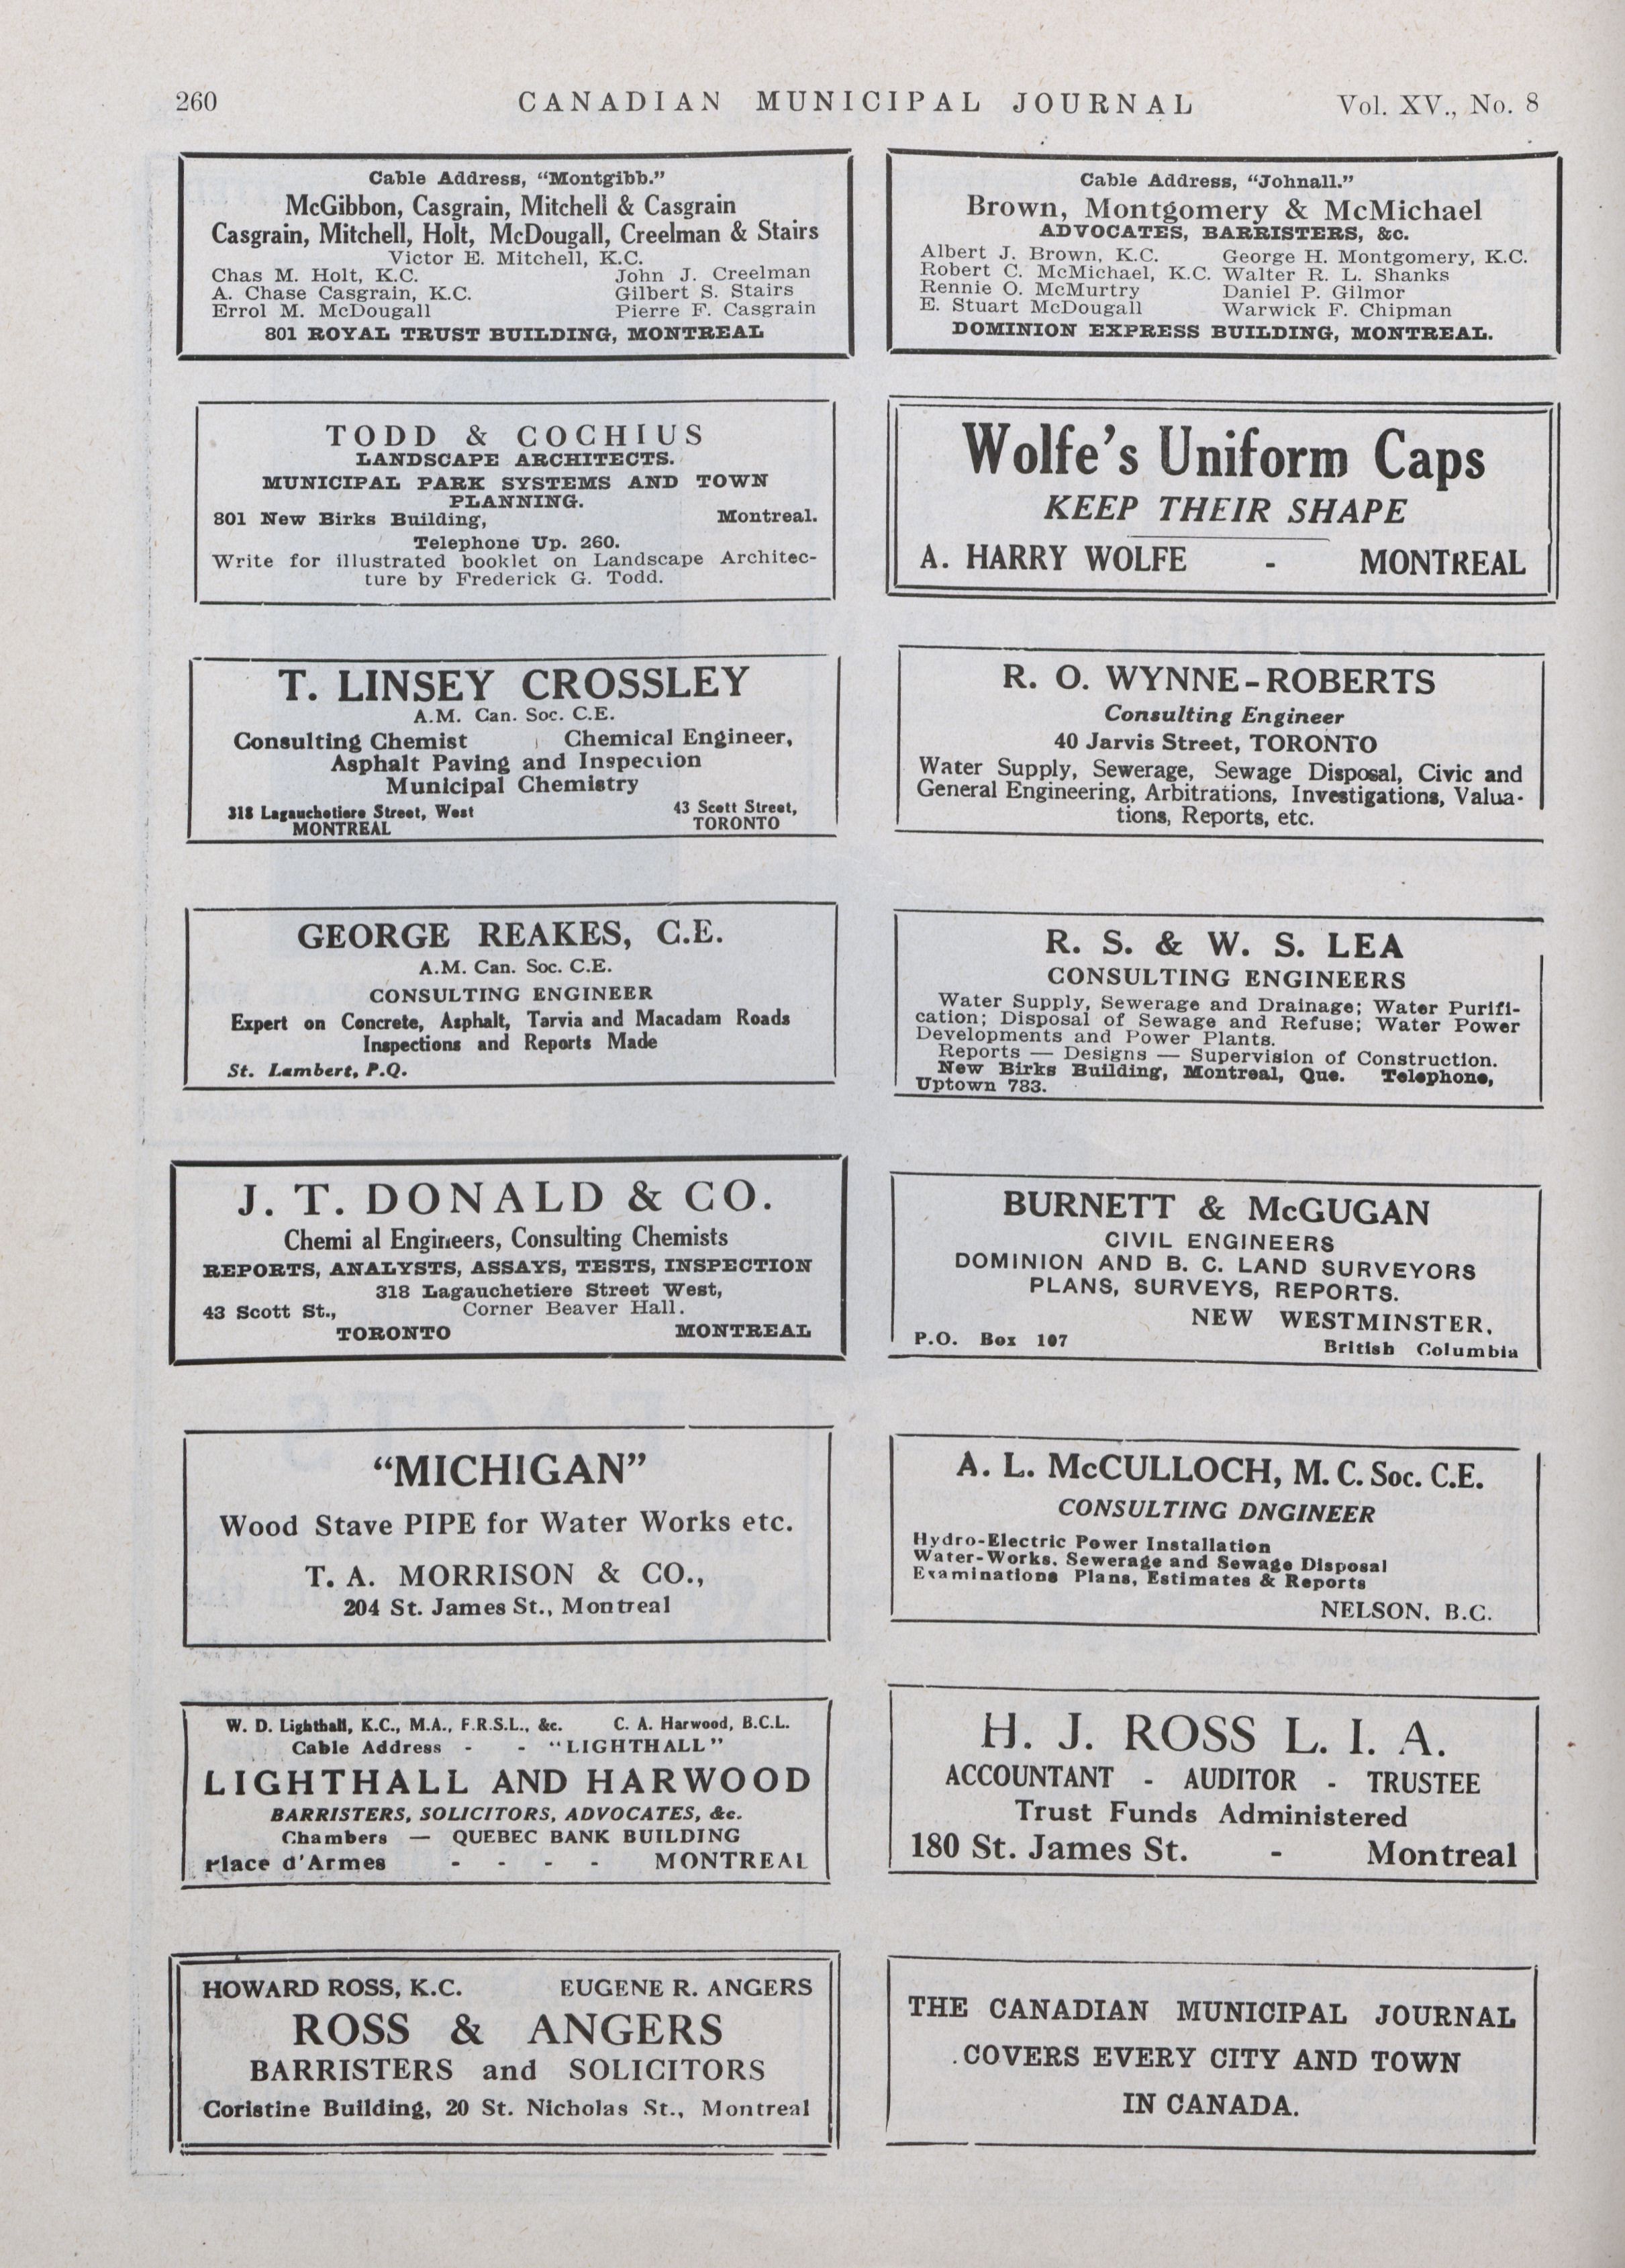 260
CANADIAN MUNICIPAL JOURNAL
Vol. XV., No. 8
Cable Address, "Montgibb."
McGibbon, Casgrain, Mitchell & Casgrain
Casgrain, Mitchell, Holt, McDougall, Creelman & Stairs
Victor E. Mitchell, K.C.
Chas M. Holt, K.C. John J. Creelman
A. Chase Casgrain, K.C. Gilbert S. Stairs
Errol M. McDougall Pierre F. Casgrain
801 ROYAL TRUST BUILDING, MONTREAL
Cable Address, "Johnall."
Brown, Montgomery & McMichael
ADVOCATES, BARRISTERS, &c.
Albert J. Brown, K.C. George H. Montgomery, K.C.
Robert C. McMichael, K.C. Walter R. L. Shanks
Rennie O. McMurtry Daniel P. Gilmor
E. Stuart McDougall Warwick F. Chipman
DOMINION EXPRESS BUILDING, MONTREAL.
TODD & COCHIUS
LANDSCAPE ARCHITECTS.
MUNICIPAL PARK SYSTEMS AND TOWN
PLANNING.
801 New Birks Building, Montreal.
Telephone Up. 260.
Write for illustrated booklet on Landscape Architec-
ture by Frederick G. Todd.
Wolfe's Uniform Caps
KEEP THEIR SHAPE
A. HARRY WOLFE - MONTREAL
T. LINSEY CROSSLEY
A.M. Can. Soc. C.E.
Consulting Chemist Chemical Engineer,
Asphalt Paving and Inspection
Municipal Chemistry
318 Lagauchetiere Street, West 43 Scott Street,
MONTREAL TORONTO
R. O. WYNNE-ROBERTS
Consulting Engineer
40 Jarvis Street, TORONTO
Water Supply, Sewerage, Sewage Disposal, Civic and
General Engineering, Arbitrations, Investigations, Valua-
tions, Reports, etc.
GEORGE REAKES, C.E.
A.M. Can. Soc. C.E.
CONSULTING ENGINEER
Expert on Concrete, Asphalt, Tarvia and Macadam Roads
Inspections and Reports Made
St. Lambert, P.Q.
R. S. & W. S. LEA
CONSULTING ENGINEERS
Water Supply, Sewerage and Drainage; Water Purifi-
cation; Disposal of Sewage and Refuse; Water Power
Developments and Power Plants.
Reports — Designs — Supervision of Construction.
New Birks Building, Montreal, Que. Telephone,
Uptown 783.
J. T. DONALD & CO.
Chemi al Engineers, Consulting Chemists
REPORTS, ANALYSTS, ASSAYS, TESTS, INSPECTION
318 Lagauchetiere Street West,
43 Scott St., Corner Beaver Hall.
TORONTO MONTREAL
BURNETT & McGUGAN
CIVIL ENGINEERS
DOMINION AND B. C. LAND SURVEYORS
PLANS, SURVEYS, REPORTS.
NEW WESTMINSTER,
P.O. Box 107 British Columbia
"MICHIGAN"
Wood Stave PIPE for Water Works etc.
T. A. MORRISON & CO.,
204 St. James St., Montreal
A. L. McCULLOCH, M. C. Soc. C.E.
CONSULTING DNGINEER
Hydro-Electric Power Installation
Water-Works. Sewerage and Sewage Disposal
Examinations Plans, Estimates & Reports
NELSON, B.C.
W. D. Lighthall, K.C., M.A., F.R.S.L., &c. C. A. Harwood, B.C.L.
Cable Address - - "LIGHTHALL"
LIGHTHALL AND HARWOOD
BARRISTERS, SOLICITORS, ADVOCATES, &c.
Chambers — QUEBEC BANK BUILDING
Place d'Armes - - - - MONTREAL
H. J. ROSS L. I. A.
ACCOUNTANT - AUDITOR - TRUSTEE
Trust Funds Administered
180 St. James St. - Montreal
HOWARD ROSS, K.C. EUGENE R. ANGERS
ROSS & ANGERS
BARRISTERS and SOLICITORS
Coristine Building, 20 St. Nicholas St., Montreal
THE CANADIAN MUNICIPAL JOURNAL
COVERS EVERY CITY AND TOWN
IN CANADA.